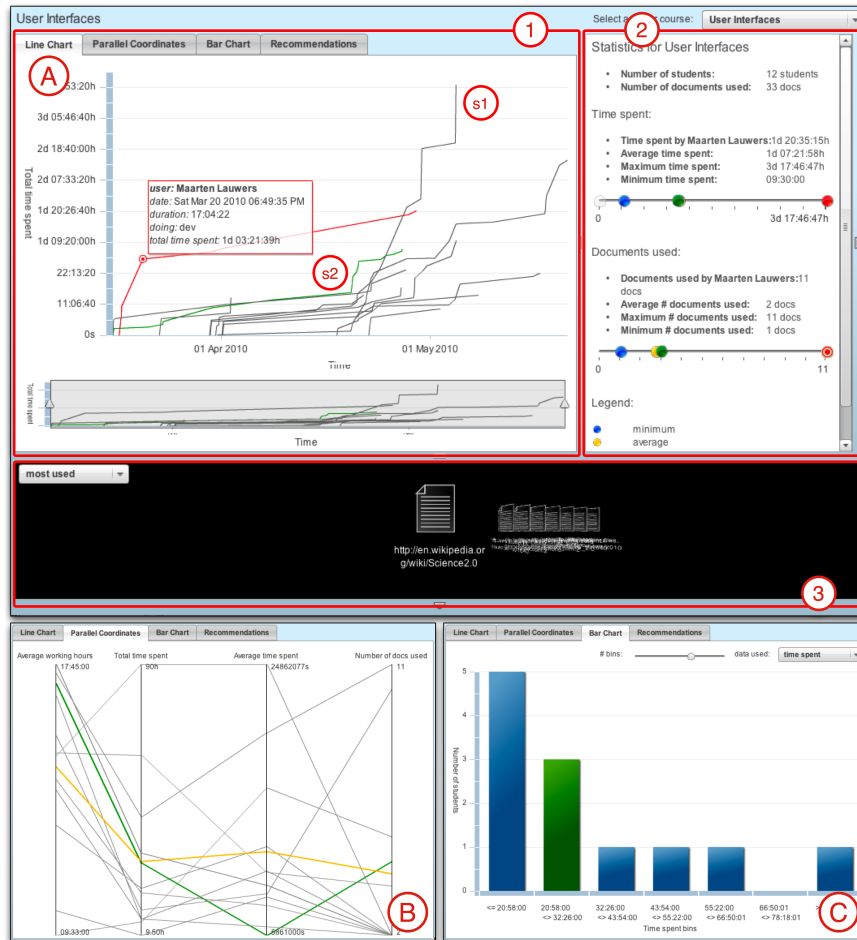 User Interfaces
Select a
course:
User Interfaces
1
2
Line Chart
Parallel Coordinates
Bar Chart
Recommendations
A
53:20h
3d 05:46:40h
2d 18:40:00h
2d 07:33:20h
1d 20:26:40h
1d 09:20:00h
22:13:20
11:06:40
0s
Total time spent
s1
s2
user: Maarten Lauwers
date: Sat Mar 20 2010 06:49:35 PM
duration: 17:04:22
doing: dev
total time spent: 1d 03:21:39h
01 Apr 2010
01 May 2010
Time
Total time spent
Time
Statistics for User Interfaces
• Number of students: 12 students
• Number of documents used: 33 docs
Time spent:
• Time spent by Maarten Lauwers: 1d 20:35:15h
• Average time spent: 1d 07:21:58h
• Maximum time spent: 3d 17:46:47h
• Minimum time spent: 09:30:00
0
3d 17:46:47h
Documents used:
• Documents used by Maarten Lauwers: 11
docs
• Average # documents used: 2 docs
• Maximum # documents used: 11 docs
• Minimum # documents used: 1 docs
0
11
Legend:
minimum
average
most used
http://en.wikipedia.or
g/wiki/Science2.0
3
Line Chart
Parallel Coordinates
Bar Chart
Recommendations
Average working hours
Total time spent
Average time spent
Number of docs used
17:45:00
90h
24862077s
11
09:33:00
9.50h
2
B
Line Chart
Parallel Coordinates
Bar Chart
Recommendations
# bins:
data used:
time spent
5
4
3
2
1
0
Number of students
<= 20:58:00
20:58:00
<> 32:26:00
32:26:00
<> 43:54:00
43:54:00
<> 55:22:00
55:22:00
<> 66:50:01
66:50:01
<> 78:18:01
Time spent bins
C